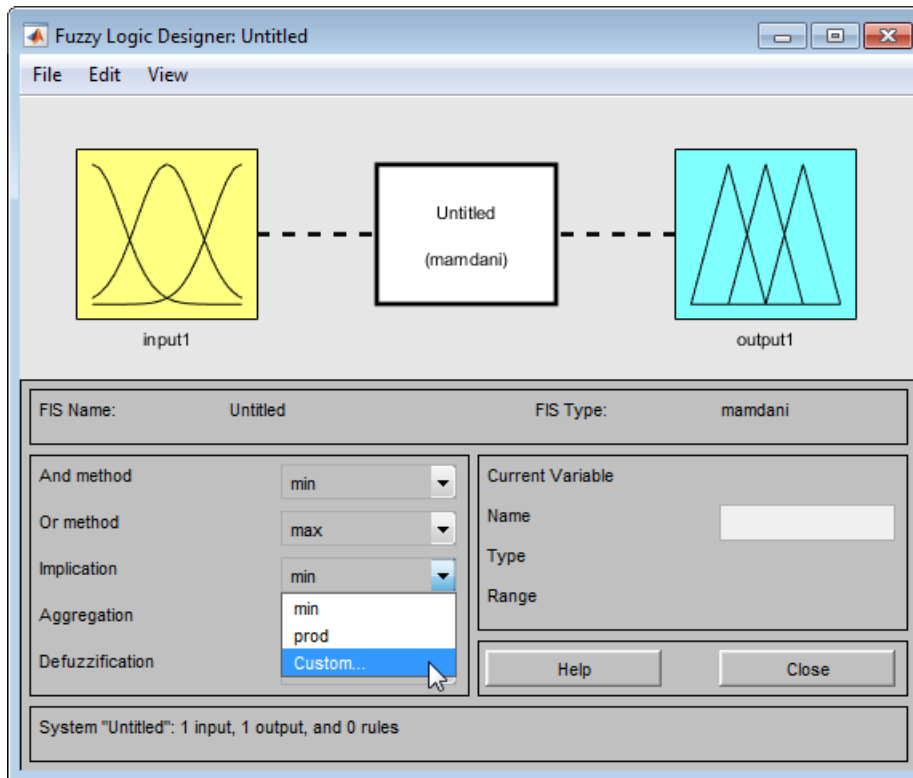 Fuzzy Logic Designer: Untitled
File Edit View
Untitled
(mamdani)
input1
output1
FIS Name: Untitled FIS Type: mamdani
And method min
Or method max
Implication min
min
prod
Custom...
Aggregation
Defuzzification
Current Variable
Name
Type
Range
Help Close
System "Untitled": 1 input, 1 output, and 0 rules